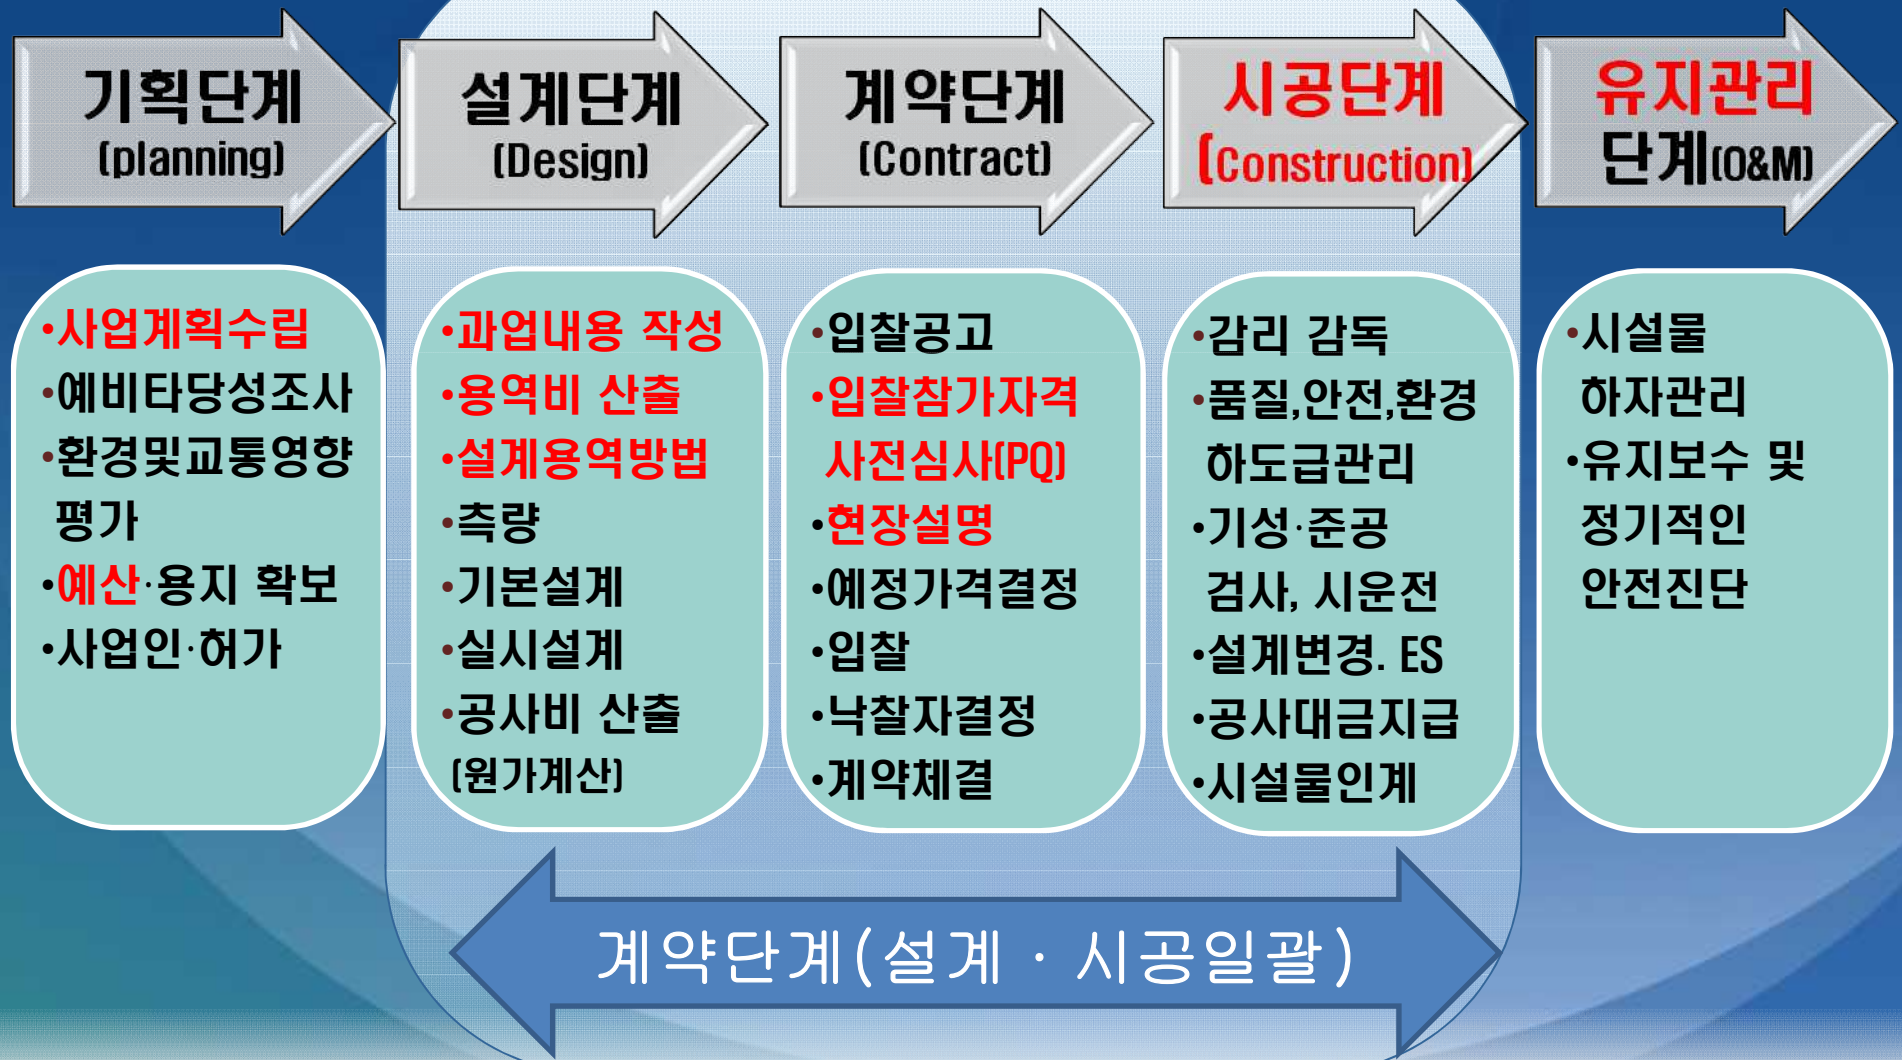 기획단계
(planning)
설계단계
(Design)
계약단계
(Contract)
시공단계
(Construction)
유지관리
단계(O&M)
•사업계획수립
•예비타당성조사
•환경및교통영향
평가
•예산·용지 확보
•사업인·허가
•과업내용 작성
•용역비 산출
•설계용역방법
•측량
•기본설계
•실시설계
•공사비 산출
(원가계산)
•입찰공고
•입찰참가자격
사전심사(PQ)
•현장설명
•예정가격결정
•입찰
•낙찰자결정
•계약체결
•감리 감독
•품질,안전,환경
하도급관리
•기성·준공
검사, 시운전
•설계변경. ES
•공사대금지급
•시설물인계
•시설물
하자관리
•유지보수 및
정기적인
안전진단
계약단계(설계 · 시공일괄)